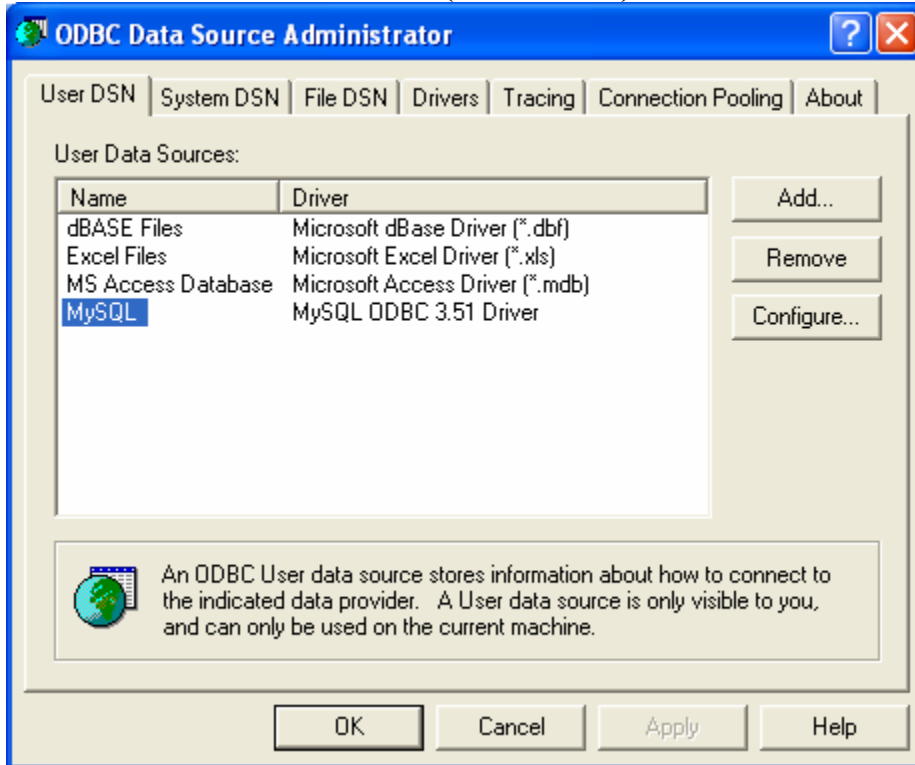 ODBC Data Source Administrator
User DSN System DSN File DSN Drivers Tracing Connection Pooling About
User Data Sources:
Name Driver
dBASE Files Microsoft dBase Driver (*.dbf)
Excel Files Microsoft Excel Driver (*.xls)
MS Access Database Microsoft Access Driver (*.mdb)
MySQL MySQL ODBC 3.51 Driver
Add...
Remove
Configure...
An ODBC User data source stores information about how to connect to
the indicated data provider. A User data source is only visible to you,
and can only be used on the current machine.
OK Cancel Apply Help